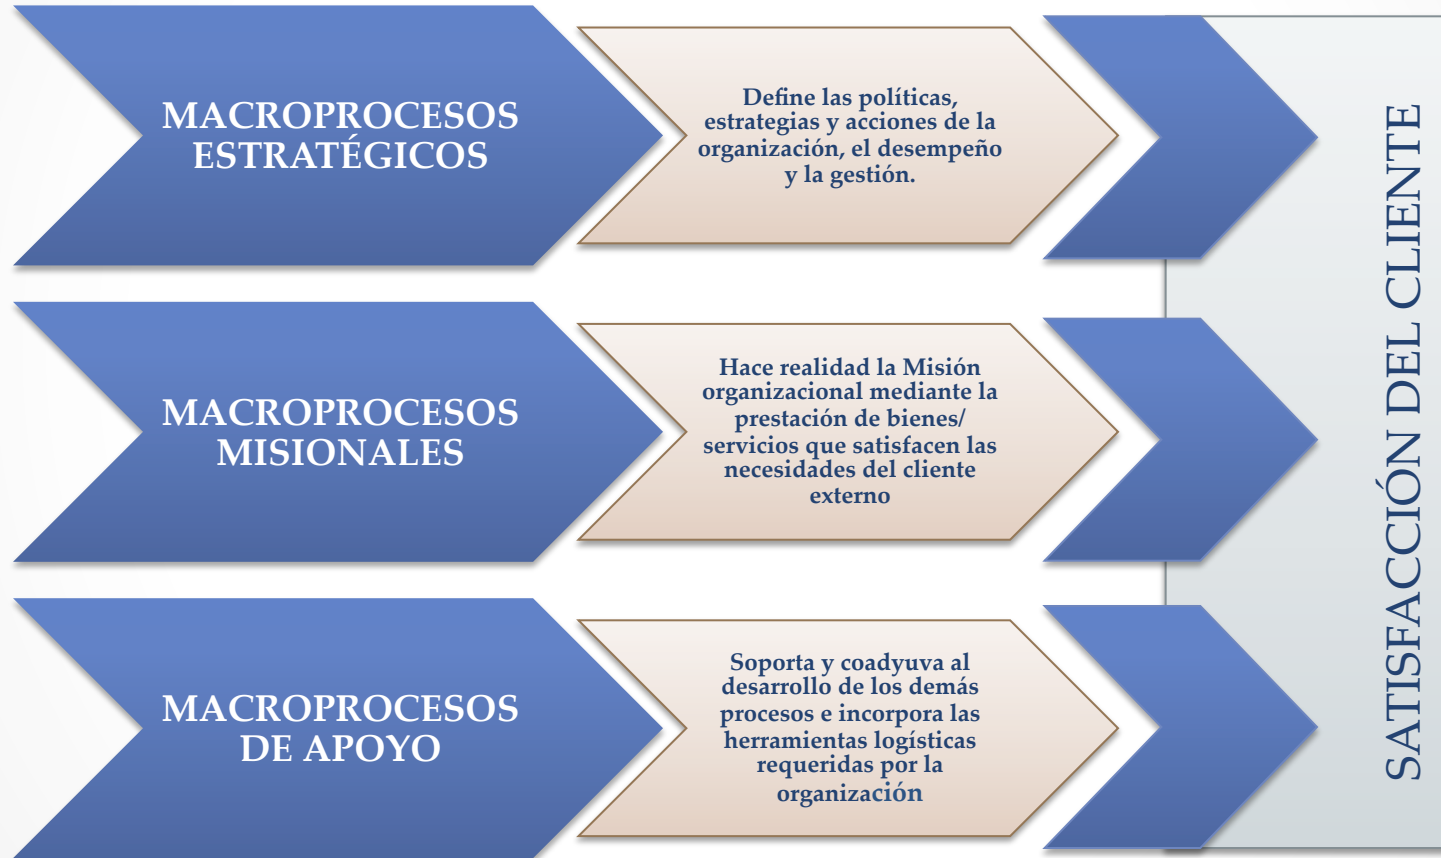 MACROPROCESOS
ESTRATÉGICOS
Define las políticas,
estrategias y acciones de la
organización, el desempeño
y la gestión.
MACROPROCESOS
MISIONALES
Hace realidad la Misión
organizacional mediante la
prestación de bienes/
servicios que satisfacen las
necesidades del cliente
externo
MACROPROCESOS
DE APOYO
Soporta y coadyuva al
desarrollo de los demás
procesos e incorpora las
herramientas logísticas
requeridas por la
organización
SATISFACCIÓN DEL CLIENTE